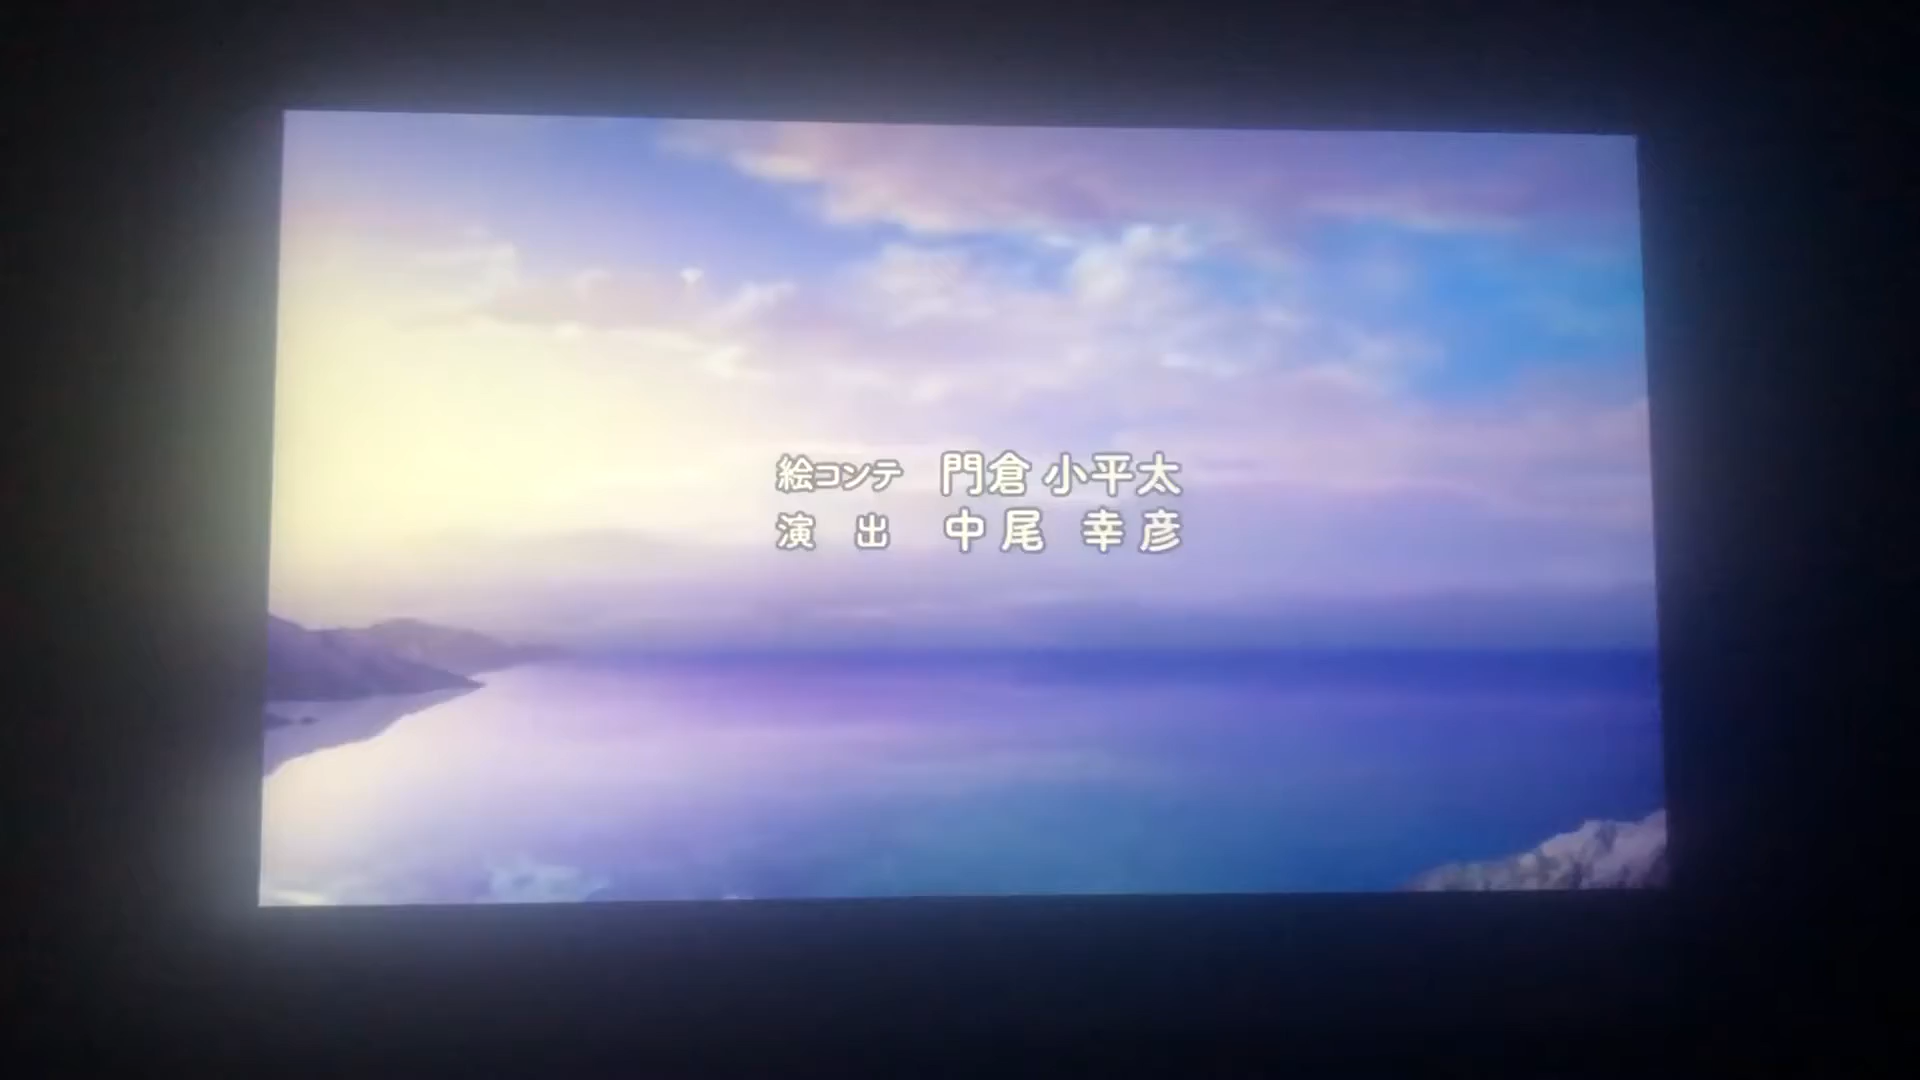 絵コンテ 門倉 小平太
演 出 中尾 幸彦